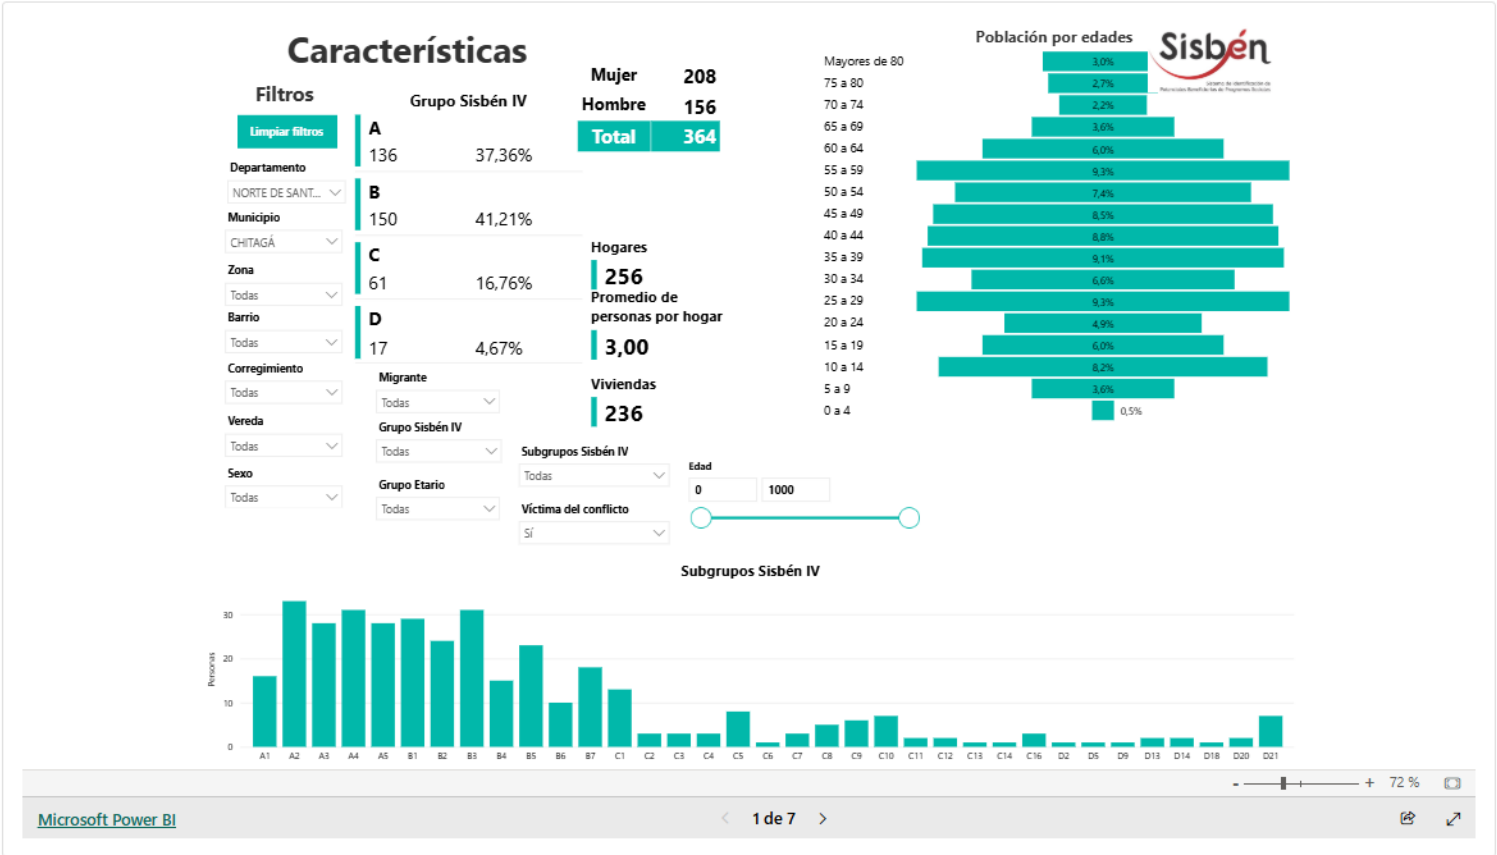 Características
Filtros
Limpiar filtros
Departamento
NORTE DE SANT...
Municipio
CHITAGÁ
Zona
Todas
Barrio
Todas
Corregimiento
Todas
Vereda
Todas
Sexo
Todas
Grupo Sisbén IV
A
136 37,36%
B
150 41,21%
C
61 16,76%
D
17 4,67%
Migrante
Todas
Grupo Sisbén IV
Todas
Grupo Etario
Todas
Mujer 208
Hombre 156
Total 364
Hogares
256
Promedio de
personas por hogar
3,00
Viviendas
236
Subgrupos Sisbén IV
Todas
Víctima del conflicto
Sí
Edad
0 1000
Población por edades
Sisbén
Sistema de Identificación de
Potenciales Beneficiarios de Programas Sociales
Mayores de 80 3,0%
75 a 80 2,7%
70 a 74 2,2%
65 a 69 3,6%
60 a 64 6,0%
55 a 59 9,3%
50 a 54 7,4%
45 a 49 8,5%
40 a 44 8,8%
35 a 39 9,1%
30 a 34 6,6%
25 a 29 9,3%
20 a 24 4,9%
15 a 19 6,0%
10 a 14 8,2%
5 a 9 3,6%
0 a 4 0,5%
Subgrupos Sisbén IV
Personas
30
20
10
0
A1 A2 A3 A4 A5 B1 B2 B3 B4 B5 B6 B7 C1 C2 C3 C4 C5 C6 C7 C8 C9 C10 C11 C12 C13 C14 C16 D2 D5 D9 D13 D14 D18 D20 D21
- + 72 %
Microsoft Power BI
1 de 7